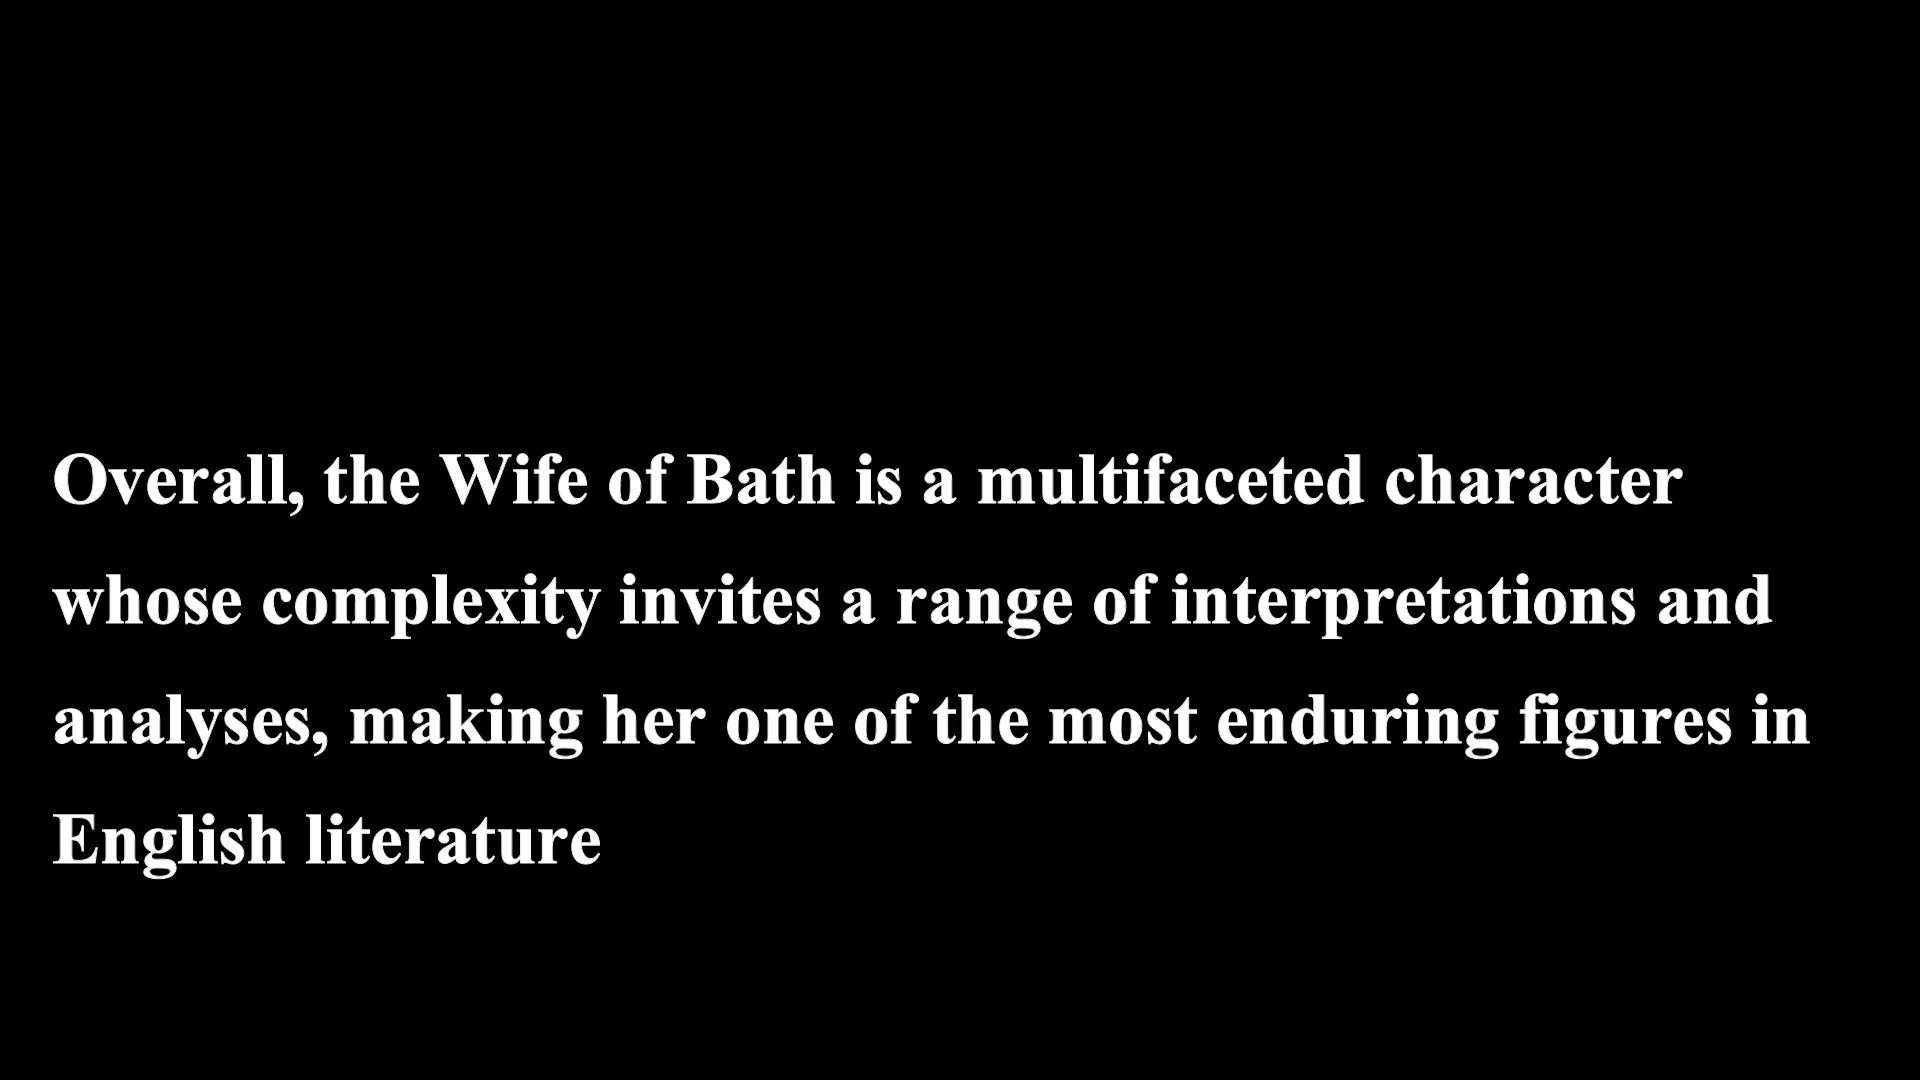 Overall, the Wife of Bath is a multifaceted character
whose complexity invites a range of interpretations and
analyses, making her one of the most enduring figures in
English literature